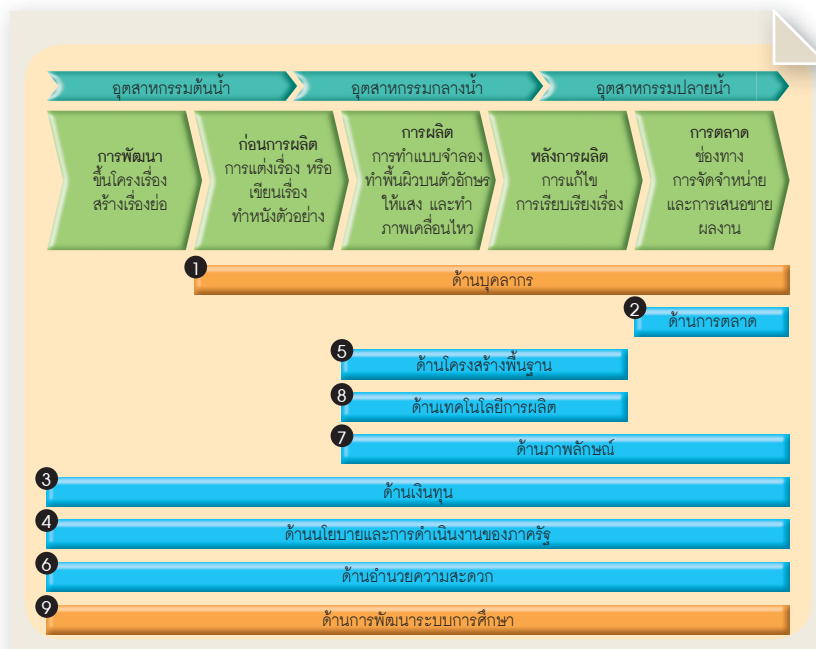 อุตสาหกรรมต้นน้ำ
อุตสาหกรรมกลางน้ำ
อุตสาหกรรมปลายน้ำ
การพัฒนา
ขึ้นโครงเรื่อง
สร้างเรื่องย่อ
ก่อนการผลิต
การแต่งเรื่อง หรือ
เขียนเรื่อง
ทำหนังตัวอย่าง
การผลิต
การทำแบบจำลอง
ทำพื้นผิวบนตัวอักษร
ให้แสง และทำ
ภาพเคลื่อนไหว
หลังการผลิต
การแก้ไข
การเรียบเรียงเรื่อง
การตลาด
ช่องทาง
การจัดจำหน่าย
และการเสนอขาย
ผลงาน
1 ด้านบุคลากร
2 ด้านการตลาด
5 ด้านโครงสร้างพื้นฐาน
8 ด้านเทคโนโลยีการผลิต
7 ด้านภาพลักษณ์
3 ด้านเงินทุน
4 ด้านนโยบายและการดำเนินงานของภาครัฐ
6 ด้านอำนวยความสะดวก
9 ด้านการพัฒนาระบบการศึกษา